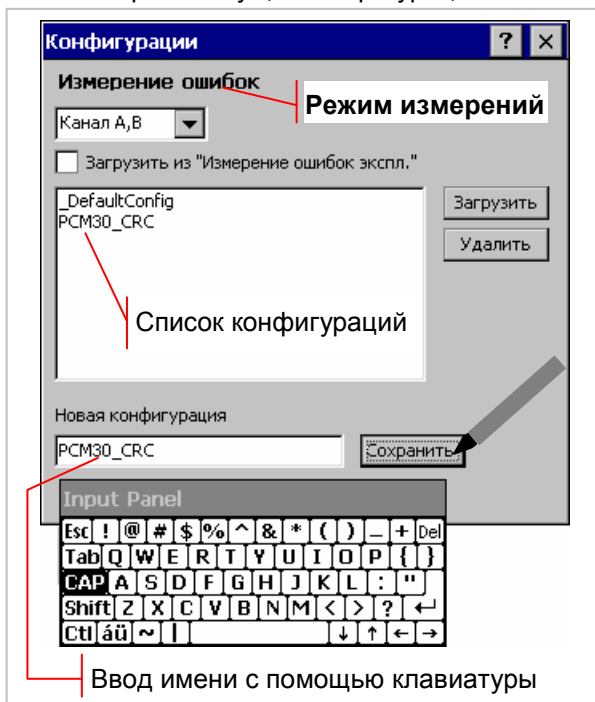 Конфигурации ? ×
Измерение ошибок
Режим измерений
Канал А,В
Загрузить из "Измерение ошибок экспл."
_DefaultConfig
PCM30_CRC
Загрузить
Удалить
Список конфигураций
Новая конфигурация
PCM30_CRC
Сохранить
Input Panel
Esc ! @ # $ % ^ & * ( ) _ + Del
Tab Q W E R T Y U I O P { }
CAP A S D F G H J K L : "
Shift Z X C V B N M < > ? ↵
Ctl áü ~ | ↓ ↑ ← →
Ввод имени с помощью клавиатуры